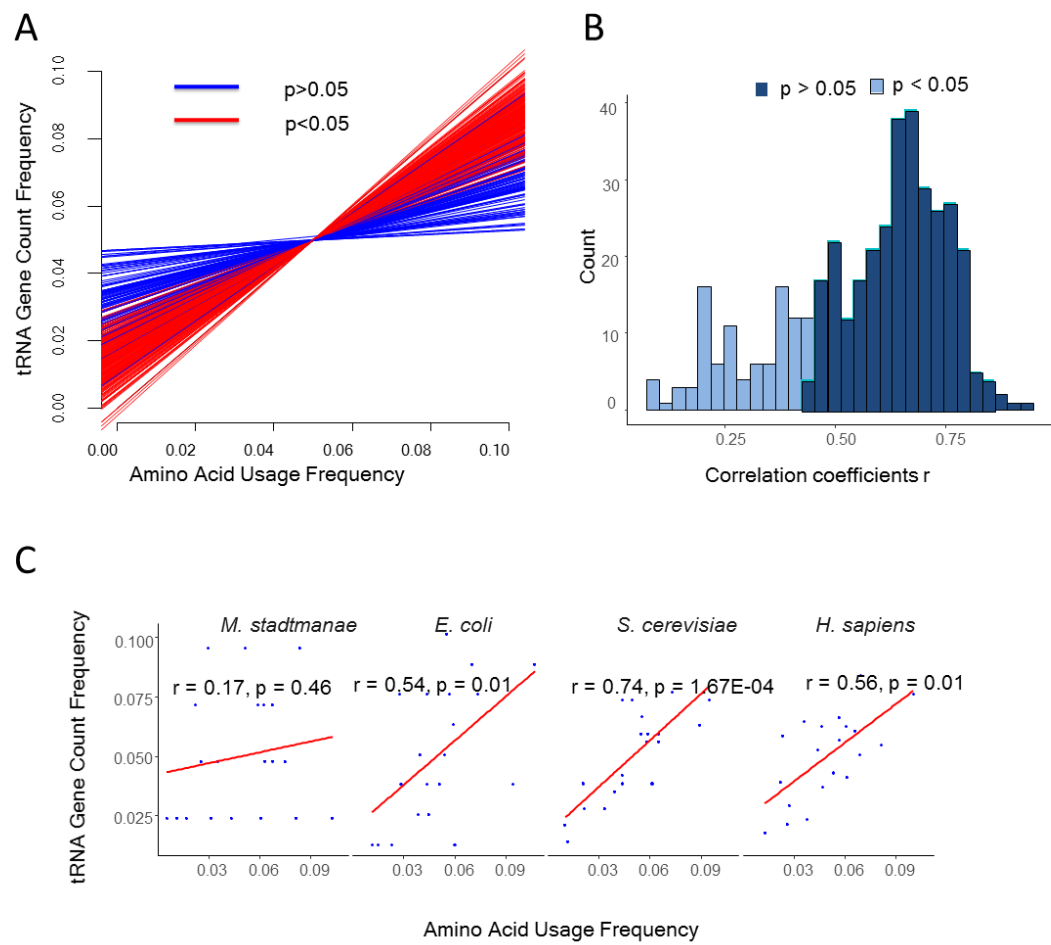 A
p>0.05
p<0.05
tRNA Gene Count Frequency
0.10
0.08
0.06
0.04
0.02
0.00
0.00 0.02 0.04 0.06 0.08 0.10
Amino Acid Usage Frequency
B
p > 0.05 p < 0.05
Count
40
30
20
10
0
0.25 0.50 0.75
Correlation coefficients r
C
tRNA Gene Count Frequency
M. stadtmanae E. coli S. cerevisiae H. sapiens
r = 0.17, p = 0.46 r = 0.54, p = 0.01 r = 0.74, p = 1.67E-04 r = 0.56, p = 0.01
0.100
0.075
0.050
0.025
0.03 0.06 0.09 0.03 0.06 0.09 0.03 0.06 0.09 0.03 0.06 0.09
Amino Acid Usage Frequency